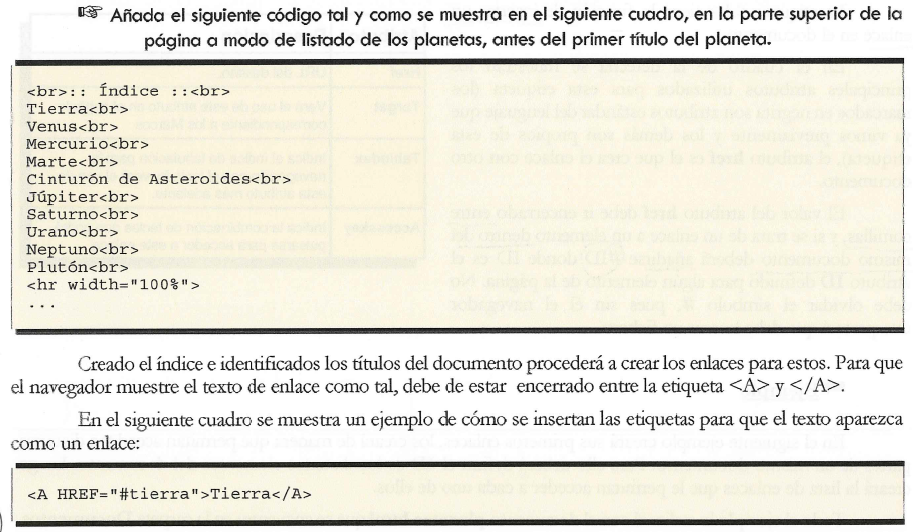 ☞ Añada el siguiente código tal y como se muestra en el siguiente cuadro, en la parte superior de la
página a modo de listado de los planetas, antes del primer título del planeta.
<br>:: Índice ::<br>
Tierra<br>
Venus<br>
Mercurio<br>
Marte<br>
Cinturón de Asteroides<br>
Júpiter<br>
Saturno<br>
Urano<br>
Neptuno<br>
Plutón<br>
<hr width="100%">
...
Creado el índice e identificados los títulos del documento procederá a crear los enlaces para estos. Para que
el navegador muestre el texto de enlace como tal, debe de estar encerrado entre la etiqueta <A> y </A>.
En el siguiente cuadro se muestra un ejemplo de cómo se insertan las etiquetas para que el texto aparezca
como un enlace:
<A HREF="#tierra">Tierra</A>